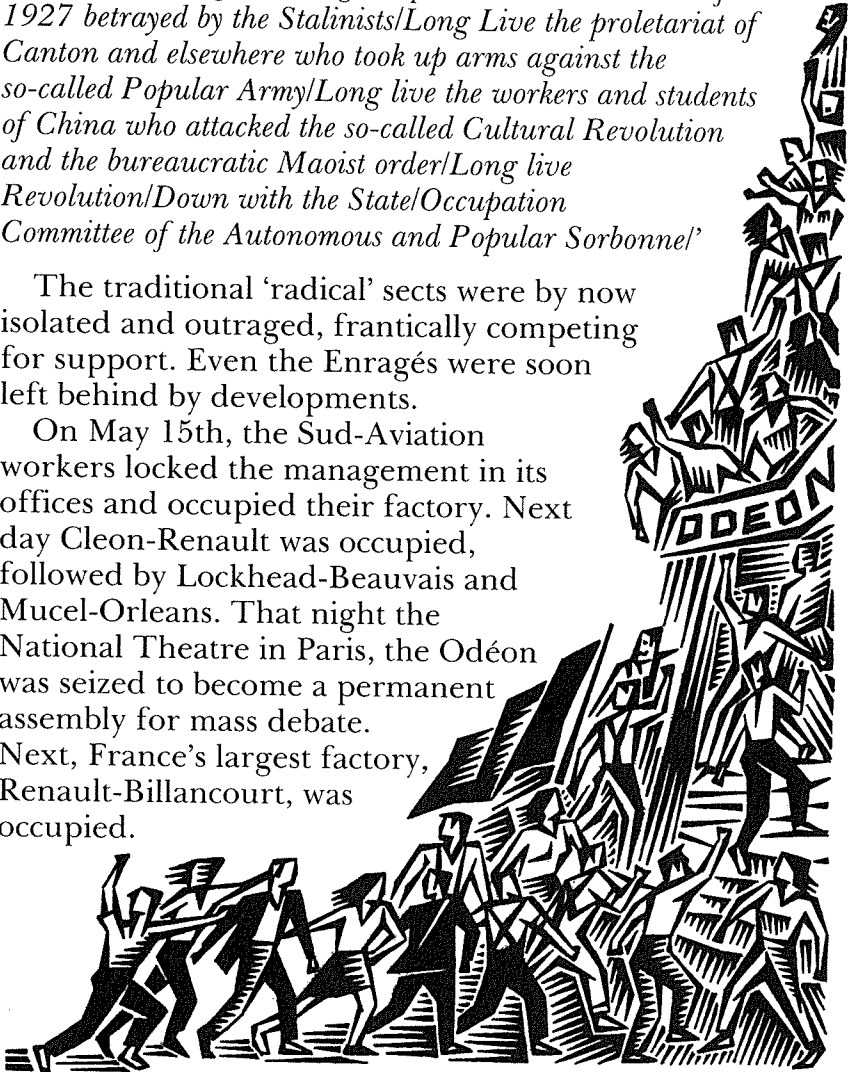 1927 betrayed by the Stalinists/Long Live the proletariat of
Canton and elsewhere who took up arms against the
so-called Popular Army/Long live the workers and students
of China who attacked the so-called Cultural Revolution
and the bureaucratic Maoist order/Long live
Revolution/Down with the State/Occupation
Committee of the Autonomous and Popular Sorbonne/’
The traditional ‘radical’ sects were by now
isolated and outraged, frantically competing
for support. Even the Enragés were soon
left behind by developments.
On May 15th, the Sud-Aviation
workers locked the management in its
offices and occupied their factory. Next
day Cleon-Renault was occupied,
followed by Lockhead-Beauvais and
Mucel-Orleans. That night the
National Theatre in Paris, the Odéon
was seized to become a permanent
assembly for mass debate.
Next, France’s largest factory,
Renault-Billancourt, was
occupied.
ODEON